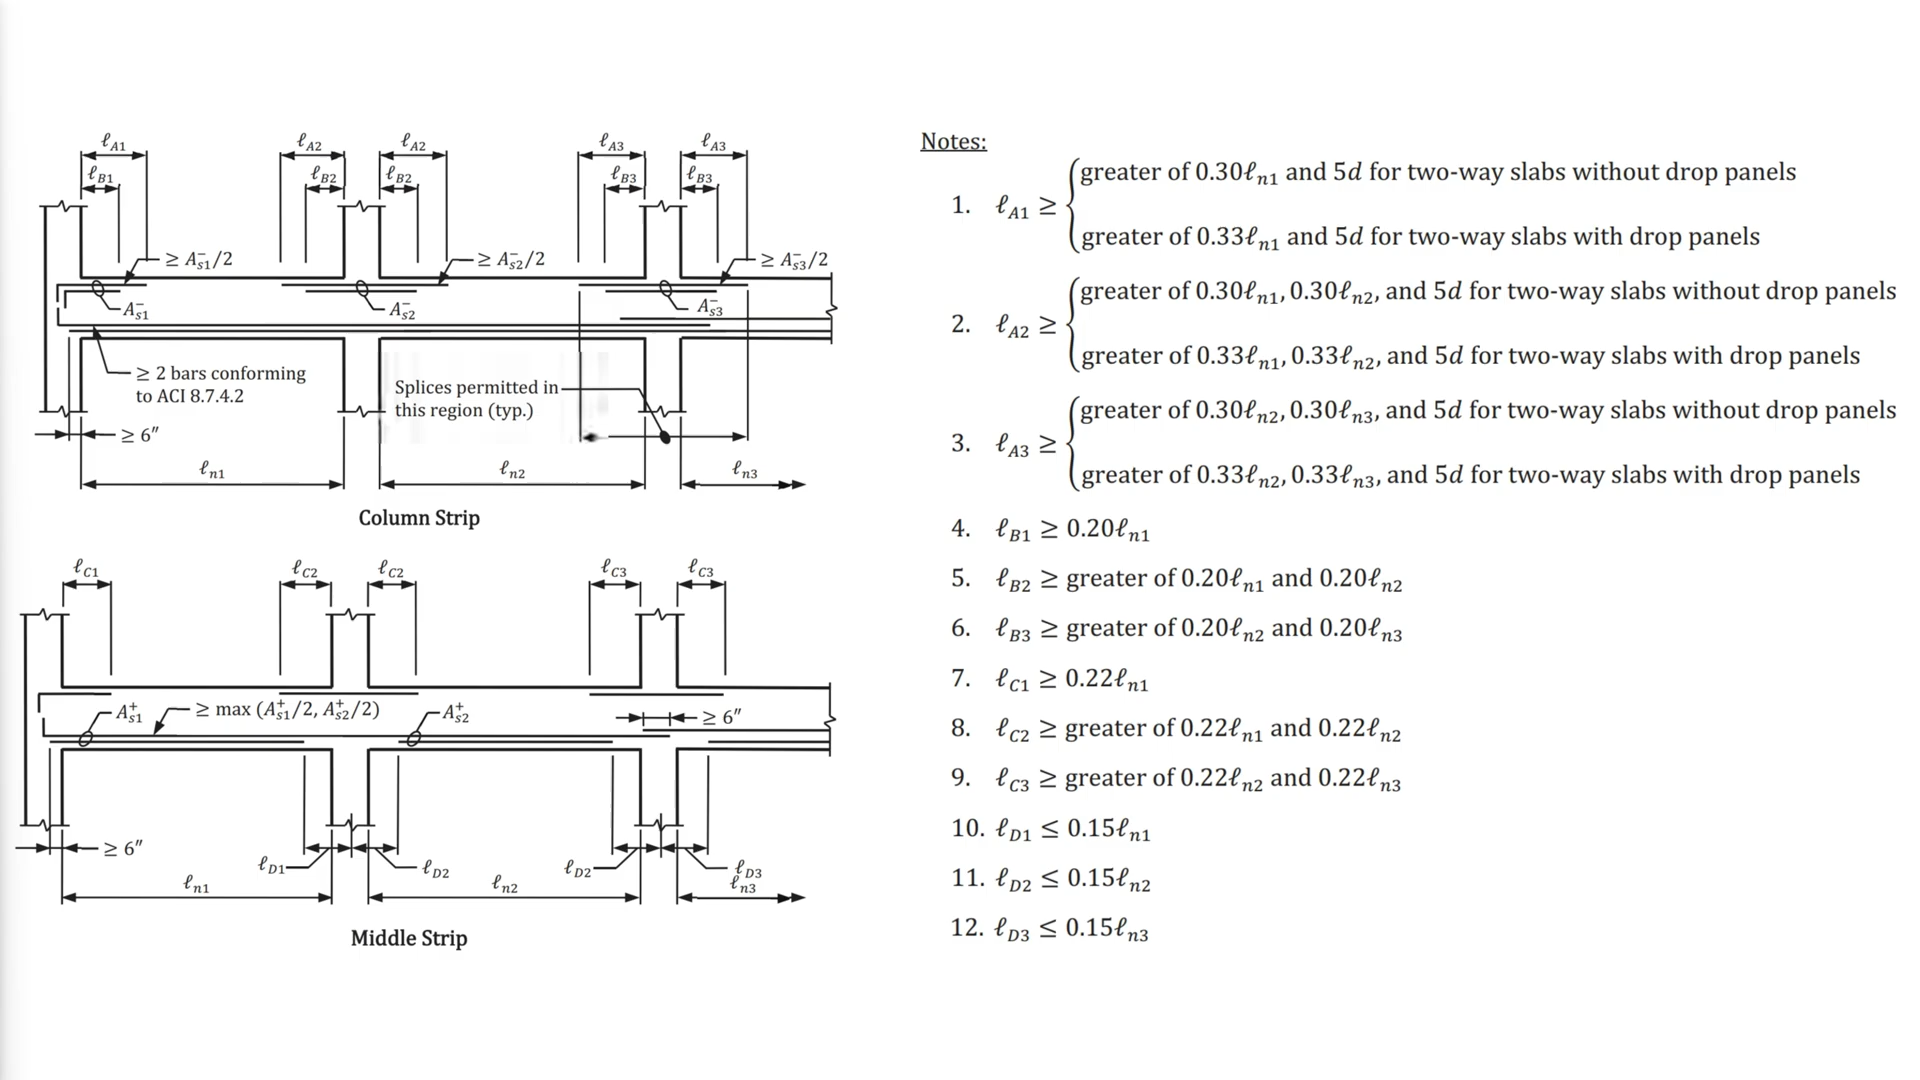 ℓA1 ℓA2 ℓA2 ℓA3 ℓA3
ℓB1 ℓB2 ℓB2 ℓB3 ℓB3
≥ A⁻s1/2 ≥ A⁻s2/2 ≥ A⁻s3/2
A⁻s1 A⁻s2 A⁻s3
≥ 2 bars conforming
to ACI 8.7.4.2
Splices permitted in
this region (typ.)
≥ 6″
ℓn1 ℓn2 ℓn3
Column Strip
ℓC1 ℓC2 ℓC2 ℓC3 ℓC3
A⁺s1 ≥ max (A⁺s1/2, A⁺s2/2) A⁺s2 ≥ 6″
≥ 6″
ℓD1 ℓD2 ℓD2 ℓD3
ℓn1 ℓn2 ℓn3
Middle Strip
Notes:
greater of 0.30ℓn1 and 5d for two-way slabs without drop panels
1. ℓA1 ≥
greater of 0.33ℓn1 and 5d for two-way slabs with drop panels
greater of 0.30ℓn1, 0.30ℓn2, and 5d for two-way slabs without drop panels
2. ℓA2 ≥
greater of 0.33ℓn1, 0.33ℓn2, and 5d for two-way slabs with drop panels
greater of 0.30ℓn2, 0.30ℓn3, and 5d for two-way slabs without drop panels
3. ℓA3 ≥
greater of 0.33ℓn2, 0.33ℓn3, and 5d for two-way slabs with drop panels
4. ℓB1 ≥ 0.20ℓn1
5. ℓB2 ≥ greater of 0.20ℓn1 and 0.20ℓn2
6. ℓB3 ≥ greater of 0.20ℓn2 and 0.20ℓn3
7. ℓC1 ≥ 0.22ℓn1
8. ℓC2 ≥ greater of 0.22ℓn1 and 0.22ℓn2
9. ℓC3 ≥ greater of 0.22ℓn2 and 0.22ℓn3
10. ℓD1 ≤ 0.15ℓn1
11. ℓD2 ≤ 0.15ℓn2
12. ℓD3 ≤ 0.15ℓn3